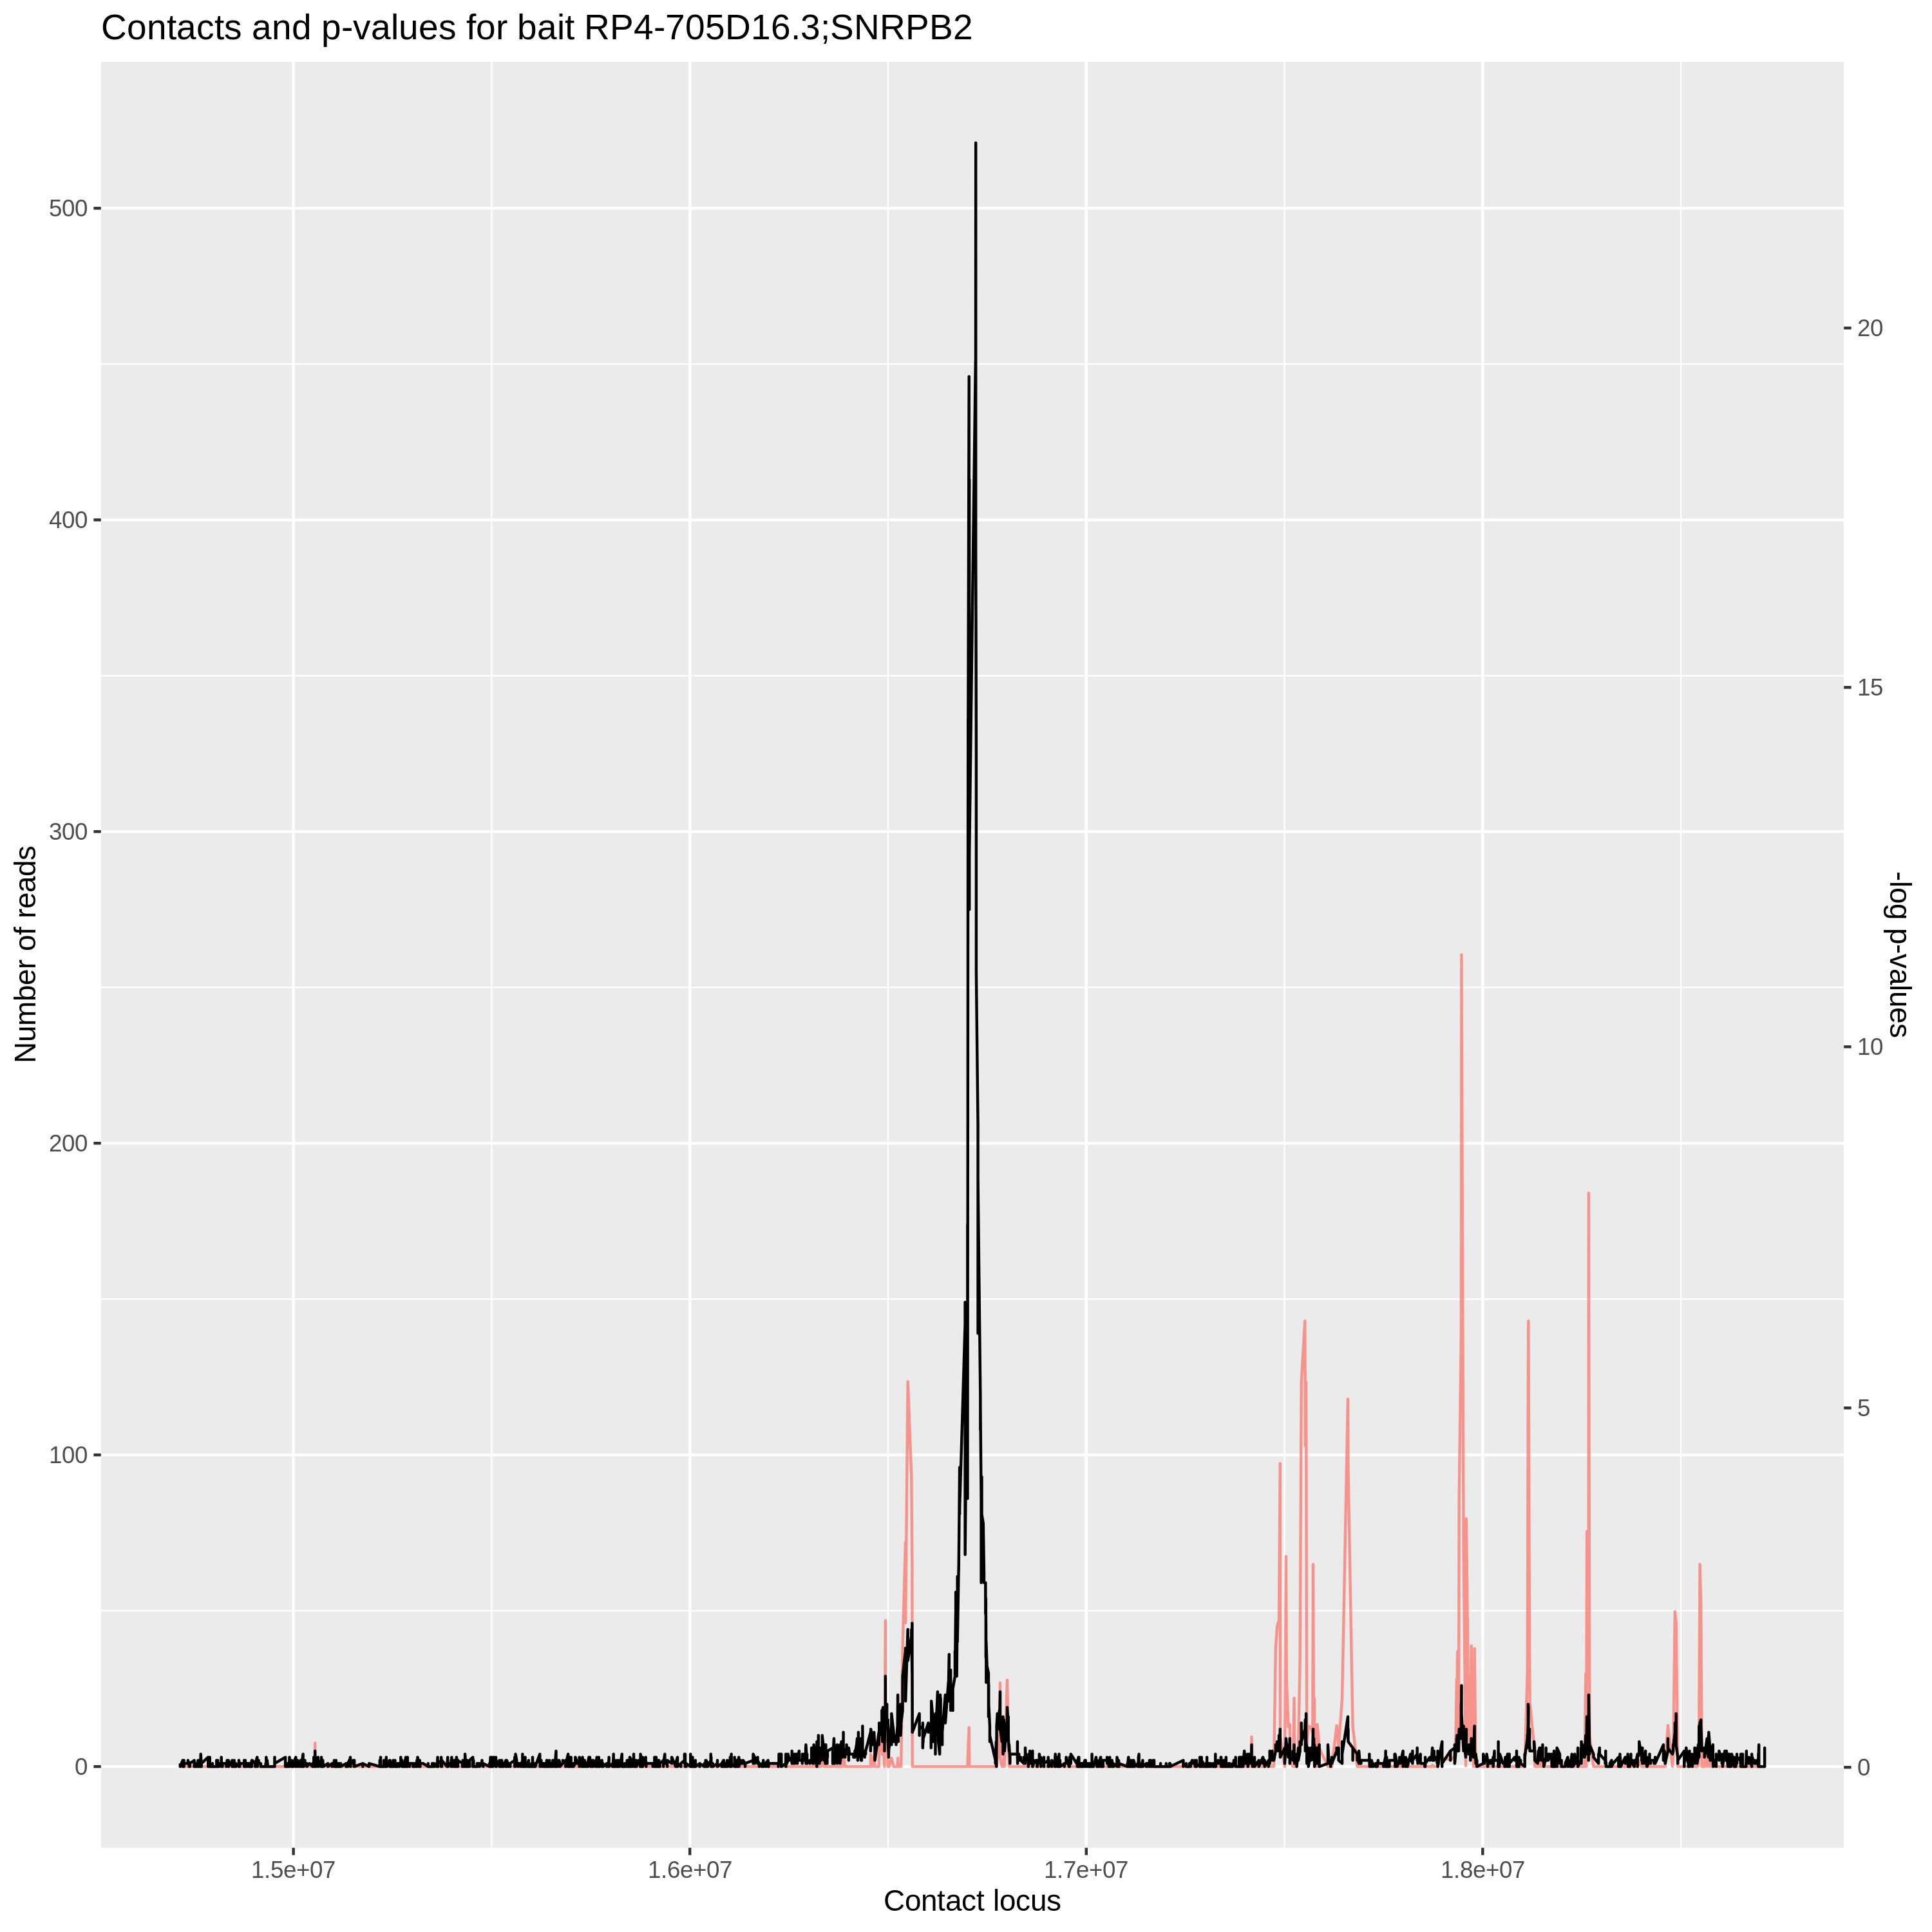 Contacts and p-values for bait RP4-705D16.3;SNRPB2
Number of reads
500
400
300
200
100
0
20
15
10
5
0
-log p-values
1.5e+07
1.6e+07
1.7e+07
1.8e+07
Contact locus